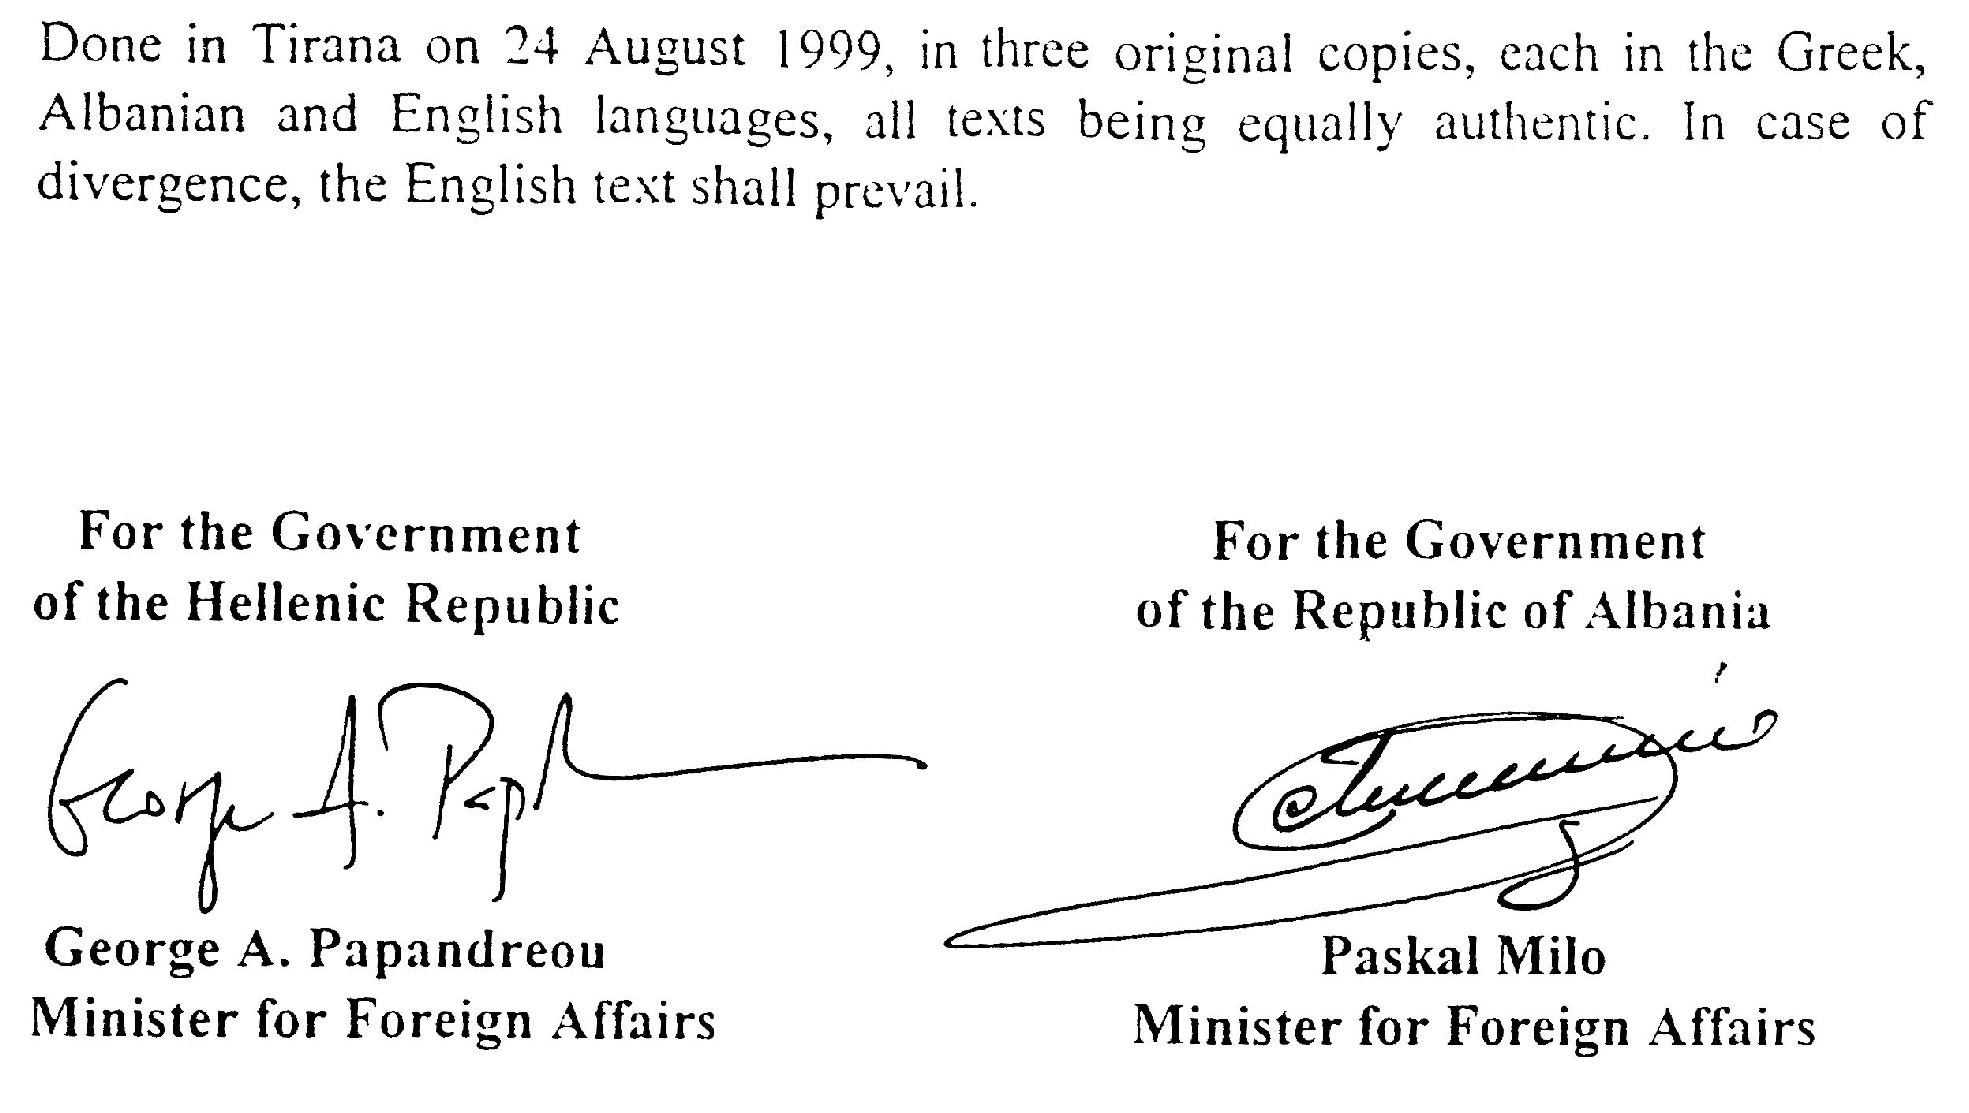 Done in Tirana on 24 August 1999, in three original copies, each in the Greek,
Albanian and English languages, all texts being equally authentic. In case of
divergence, the English text shall prevail.
For the Government
of the Hellenic Republic
For the Government
of the Republic of Albania
George A. Pap
George A. Papandreou
Minister for Foreign Affairs
Paskal Milo
Minister for Foreign Affairs